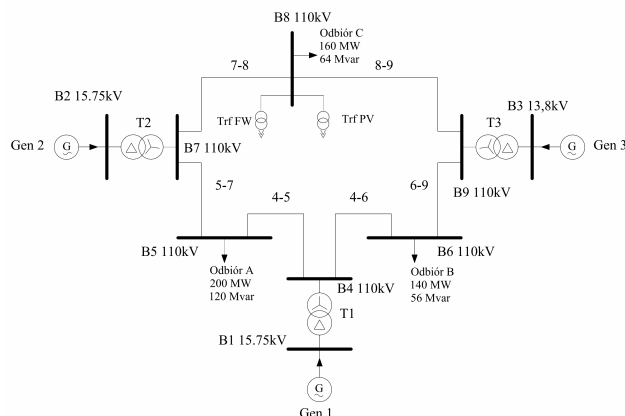 B8 110kV
Odbiór C
160 MW
64 Mvar
7-8
8-9
B2 15.75kV
T2
Trf FW
Trf PV
T3
B3 13,8kV
Gen 2
G
B7 110kV
B9 110kV
G
Gen 3
5-7
4-5
4-6
6-9
B5 110kV
B6 110kV
Odbiór A
200 MW
120 Mvar
B4 110kV
Odbiór B
140 MW
56 Mvar
T1
B1 15.75kV
G
Gen 1